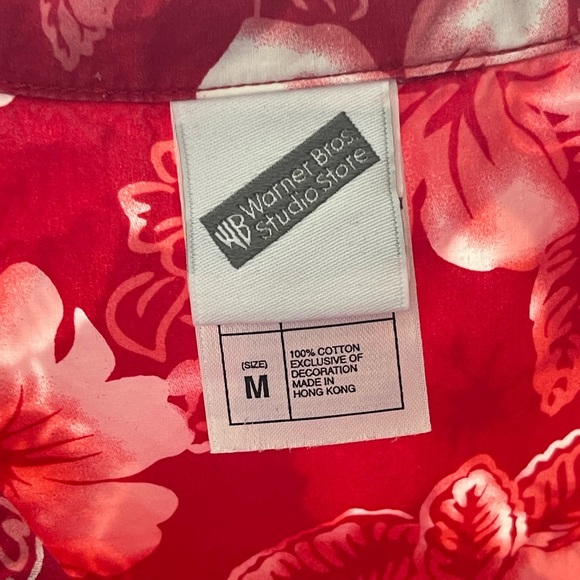 WB Warner Bros.
Studio Store
(SIZE)
M
100% COTTON
EXCLUSIVE OF
DECORATION
MADE IN
HONG KONG